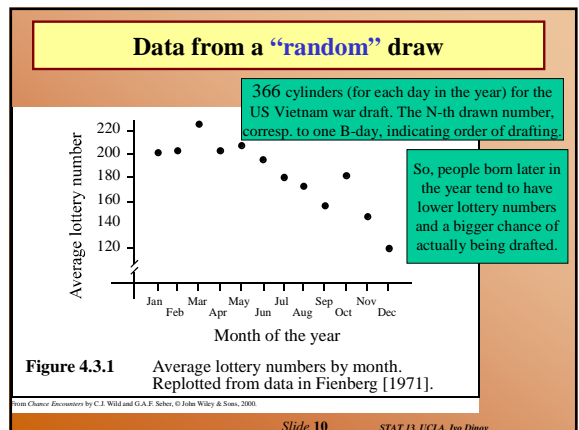 Data from a “random” draw
366 cylinders (for each day in the year) for the
US Vietnam war draft. The N-th drawn number,
corresp. to one B-day, indicating order of drafting.
So, people born later in
the year tend to have
lower lottery numbers
and a bigger chance of
actually being drafted.
Average lottery number
220
200
180
160
140
120
Jan Mar May Jul Sep Nov
Feb Apr Jun Aug Oct Dec
Month of the year
Figure 4.3.1 Average lottery numbers by month.
Replotted from data in Fienberg [1971].
From Chance Encounters by C.J. Wild and G.A.F. Seber, © John Wiley & Sons, 2000.
Slide 10 STAT 13, UCLA, Ivo Dinov